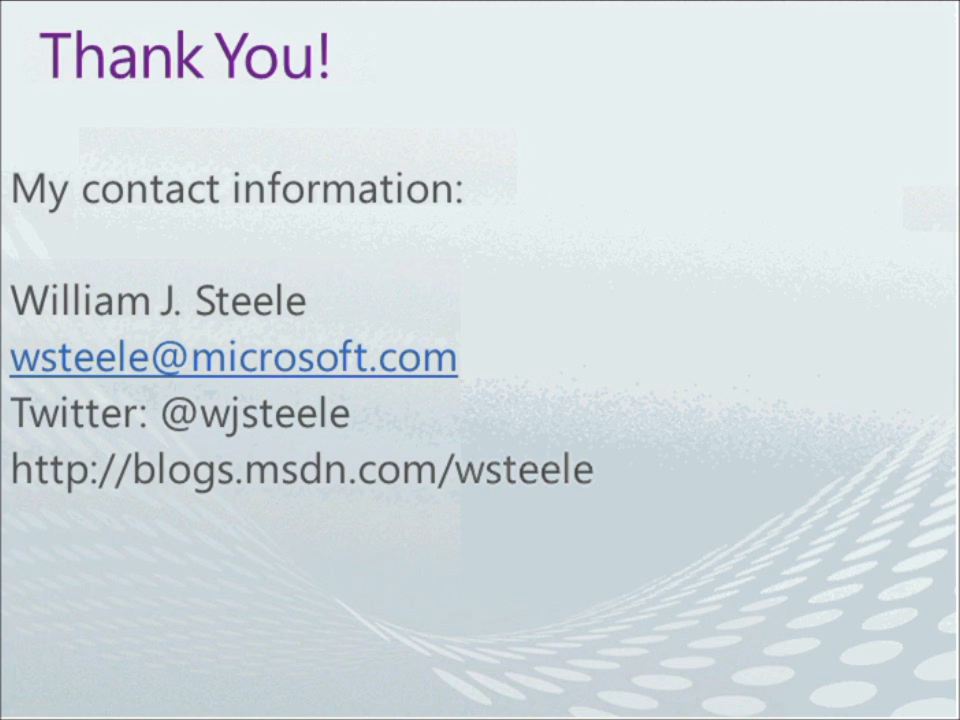 Thank You!
My contact information:
William J. Steele
wsteele@microsoft.com
Twitter: @wjsteele
http://blogs.msdn.com/wsteele